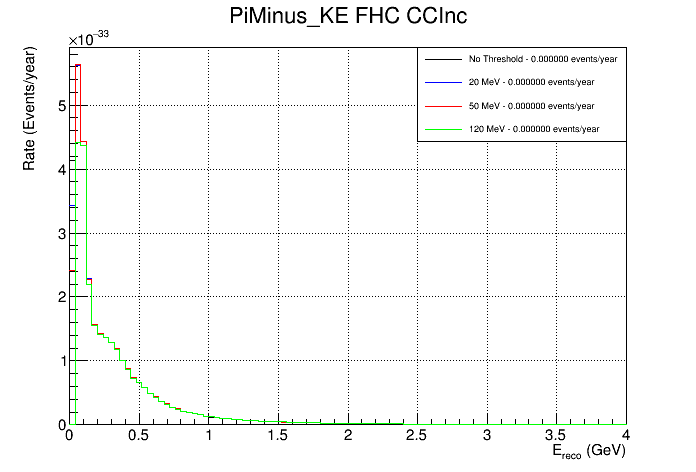 PiMinus_KE FHC CCInc
×10⁻³³
Rate (Events/year)
No Threshold - 0.000000 events/year
20 MeV - 0.000000 events/year
50 MeV - 0.000000 events/year
120 MeV - 0.000000 events/year
5
4
3
2
1
0
0 0.5 1 1.5 2 2.5 3 3.5 4
E_reco (GeV)